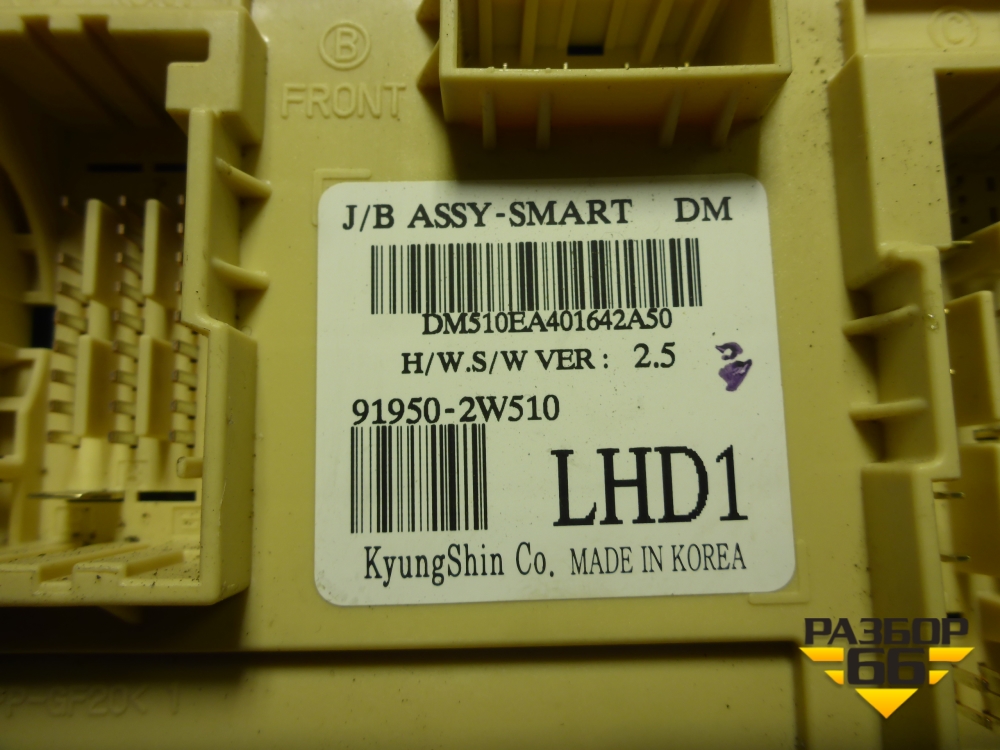 B
FRONT
C
J/B ASSY-SMART DM
DM510EA401642A50
H/W.S/W VER: 2.5
91950-2W510
LHD1
KyungShin Co. MADE IN KOREA
РАЗБОР
66